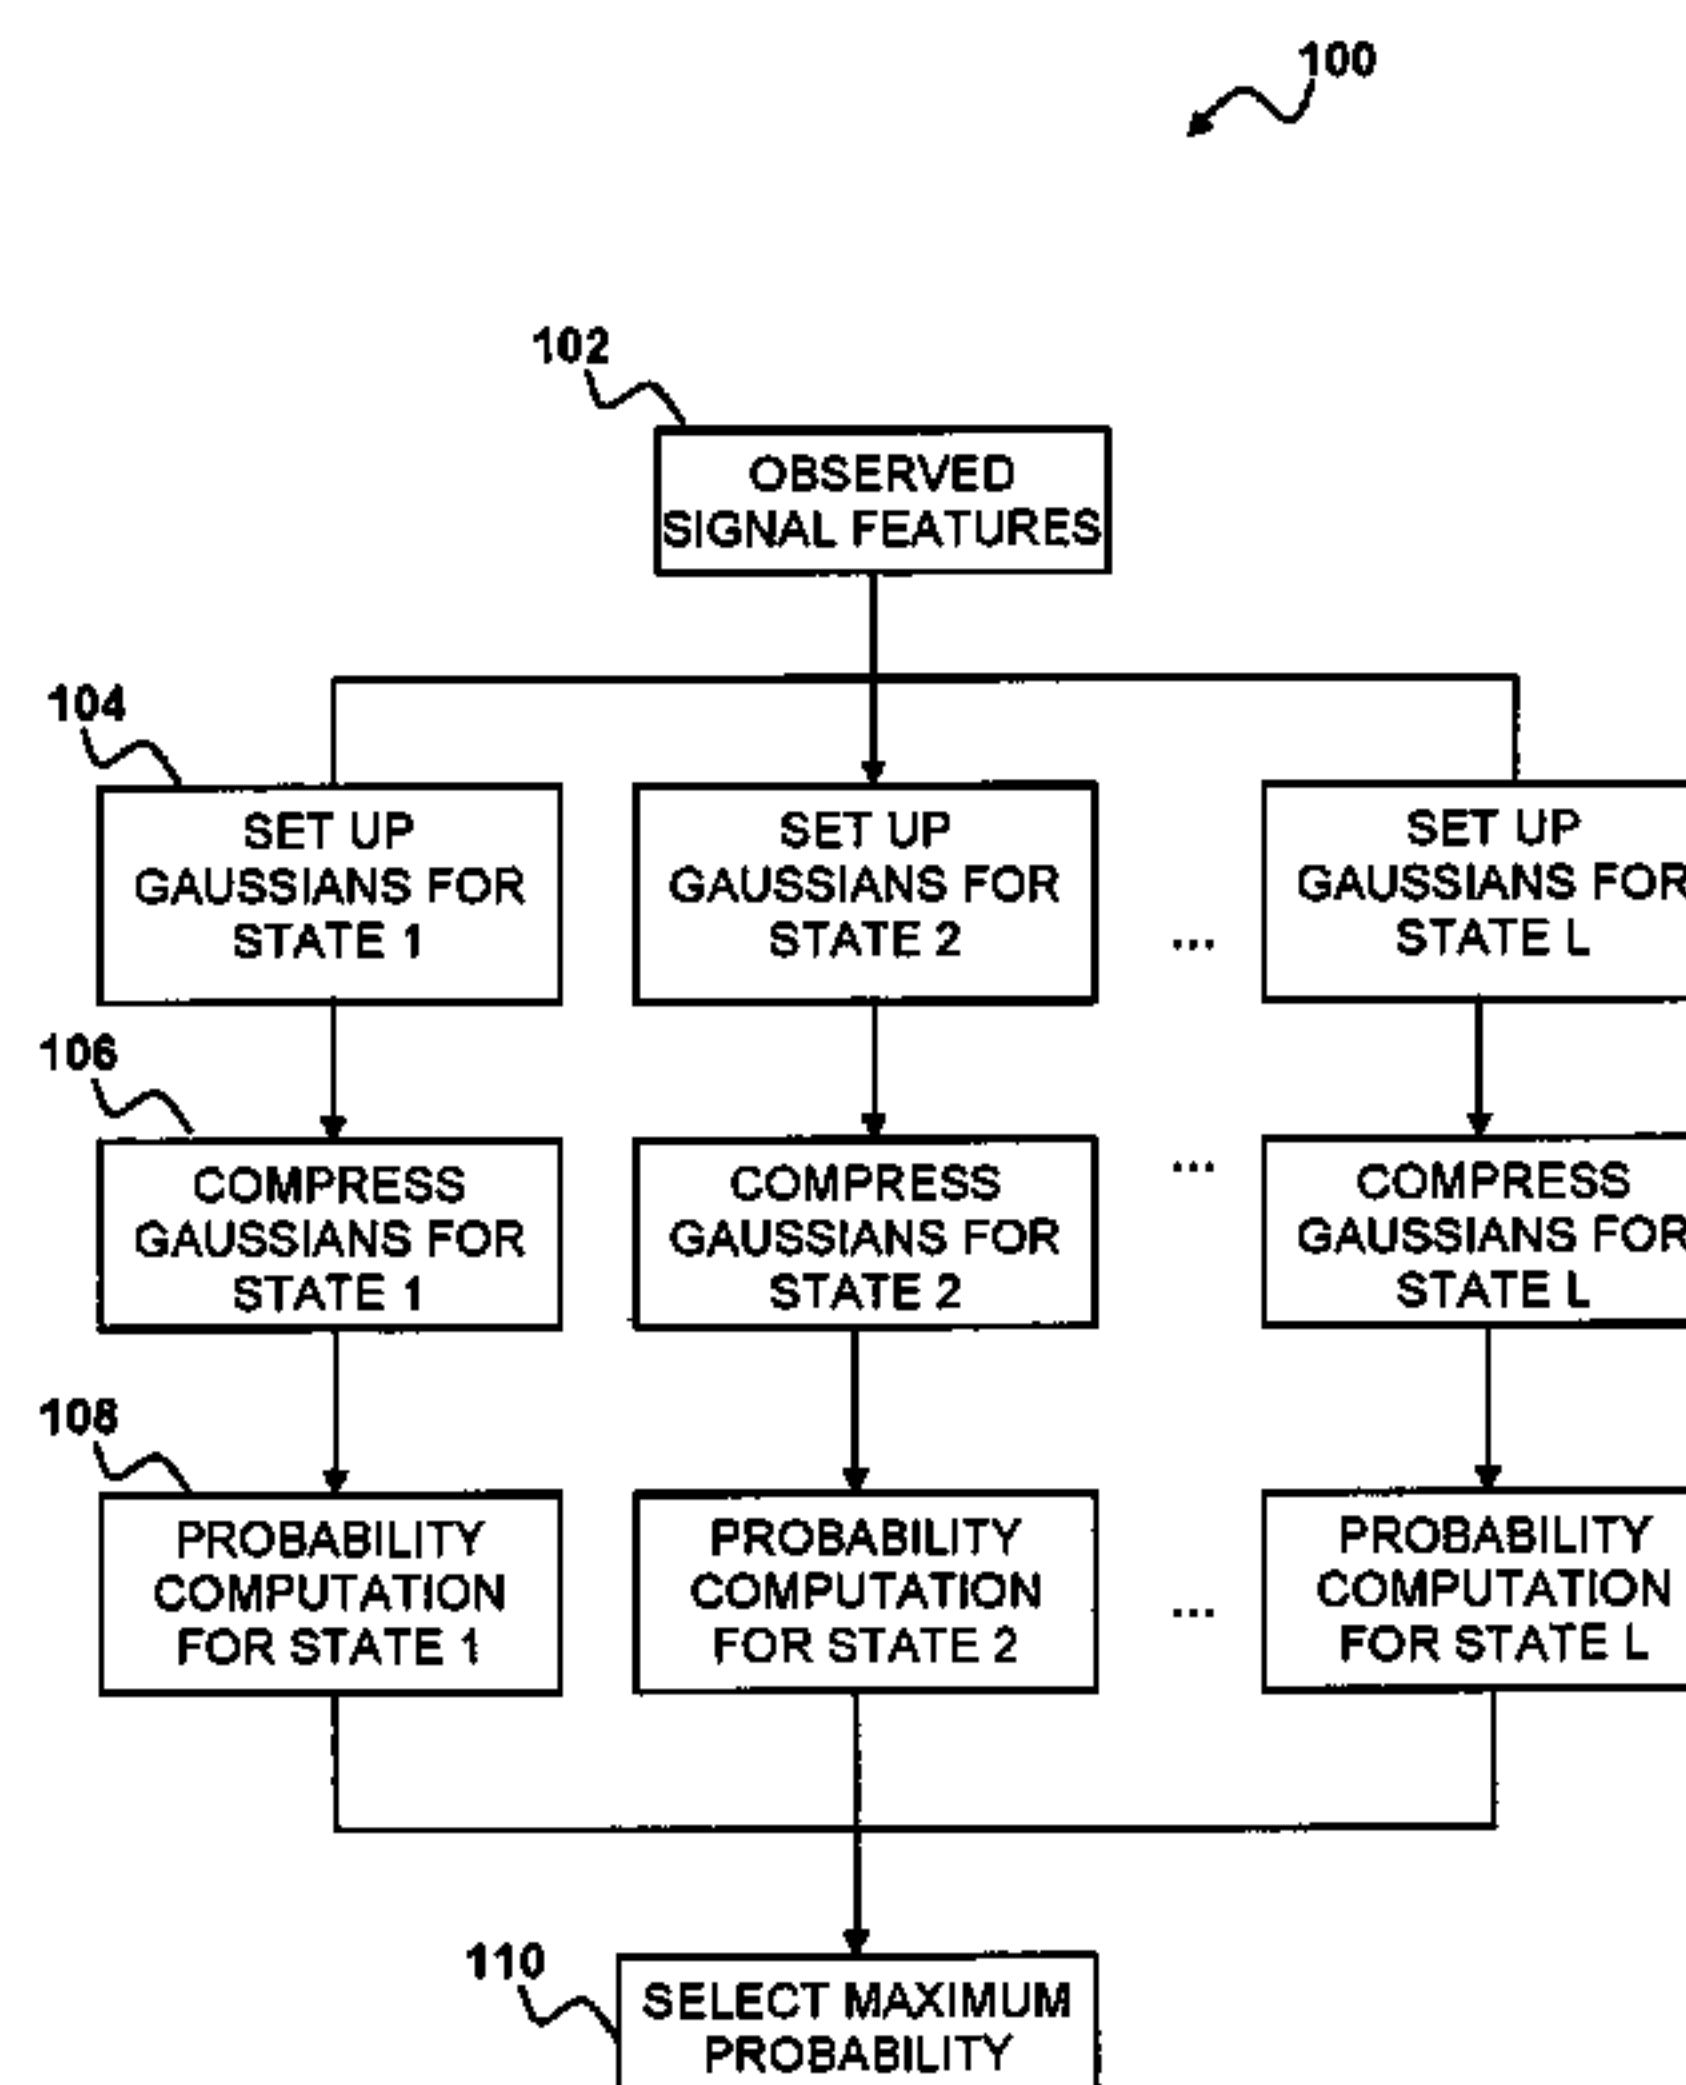 100
102
OBSERVED
SIGNAL FEATURES
104
SET UP
GAUSSIANS FOR
STATE 1
SET UP
GAUSSIANS FOR
STATE 2
...
SET UP
GAUSSIANS FOR
STATE L
106
COMPRESS
GAUSSIANS FOR
STATE 1
COMPRESS
GAUSSIANS FOR
STATE 2
...
COMPRESS
GAUSSIANS FOR
STATE L
108
PROBABILITY
COMPUTATION
FOR STATE 1
PROBABILITY
COMPUTATION
FOR STATE 2
...
PROBABILITY
COMPUTATION
FOR STATE L
110
SELECT MAXIMUM
PROBABILITY